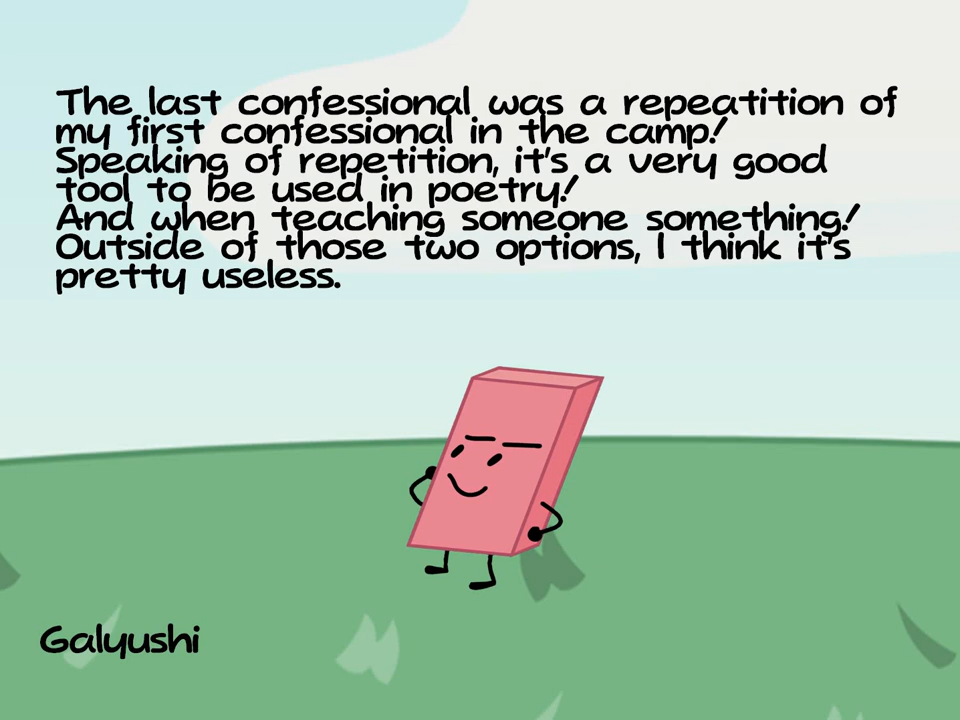 The last confessional was a repeatition of
my first confessional in the camp!
Speaking of repetition, it's a very good
tool to be used in poetry!
And when teaching someone something!
Outside of those two options, I think it's
pretty useless.
Galyushi